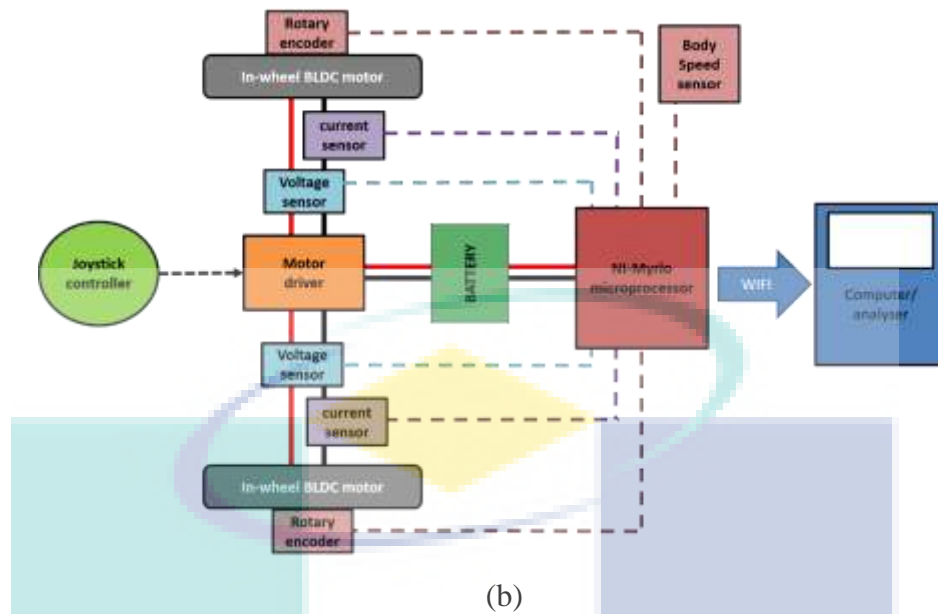 Rotary
encoder
In-wheel BLDC motor
Body
Speed
sensor
current
sensor
Voltage
sensor
Joystick
controller
Motor
driver
BATTERY
NI-Myrio
microprocessor
WIFI
Computer/
analyser
Voltage
sensor
current
sensor
In-wheel BLDC motor
Rotary
encoder
(b)